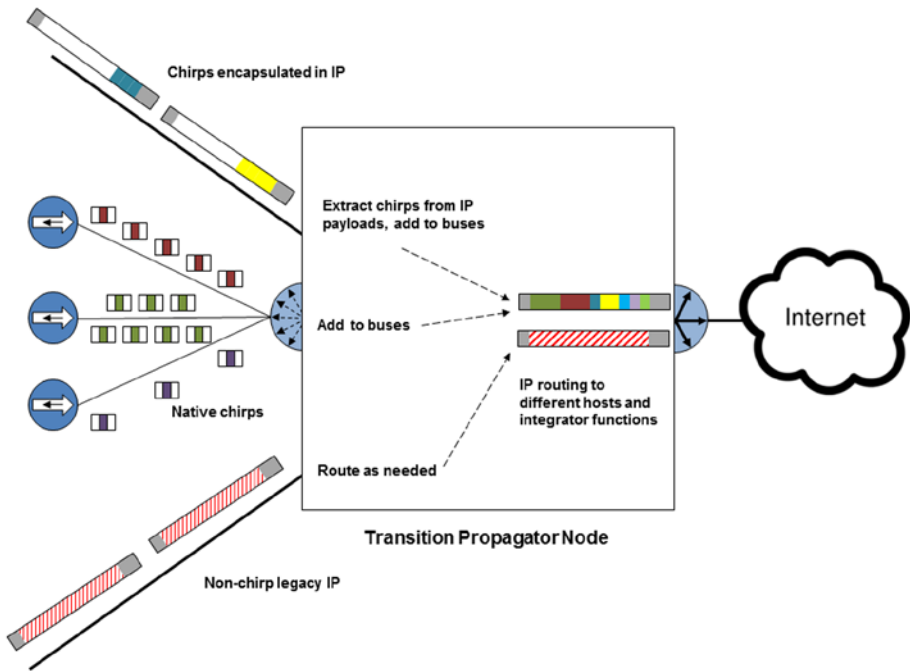 Chirps encapsulated in IP
Extract chirps from IP
payloads, add to buses
Add to buses
Native chirps
IP routing to
different hosts and
integrator functions
Internet
Route as needed
Transition Propagator Node
Non-chirp legacy IP